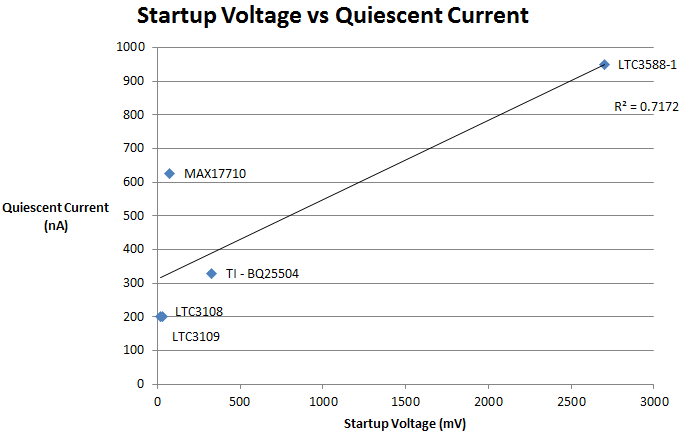 Startup Voltage vs Quiescent Current
1000
900
800
700
600
500
400
300
200
100
0
Quiescent Current
(nA)
LTC3588-1
R² = 0.7172
MAX17710
TI - BQ25504
LTC3108
LTC3109
0
500
1000
1500
2000
2500
3000
Startup Voltage (mV)